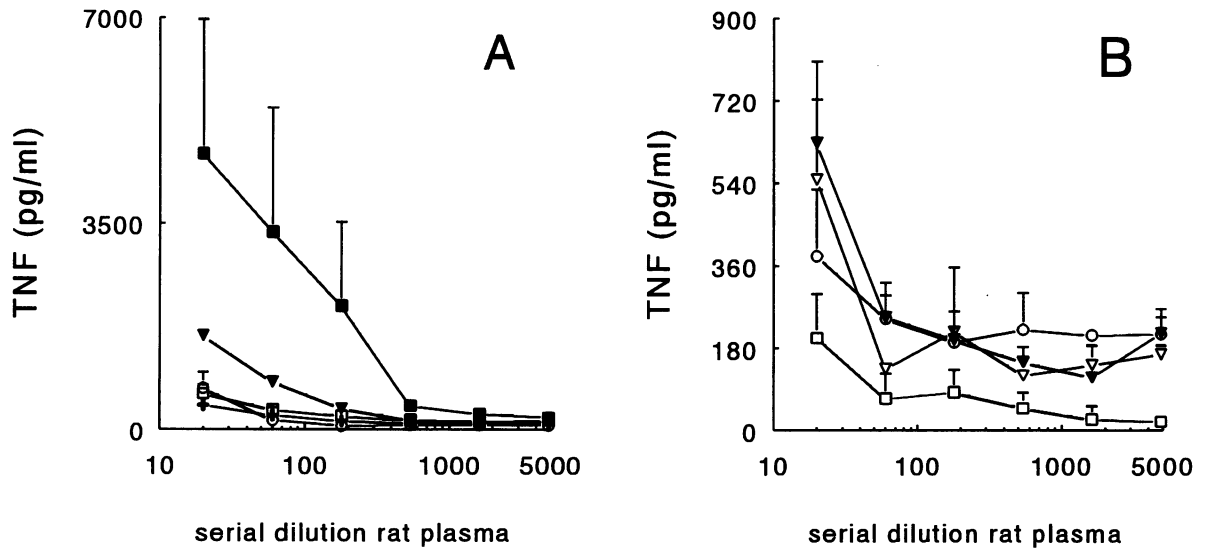 A
7000
3500
0
TNF (pg/ml)
10 100 1000 5000
serial dilution rat plasma
B
900
720
540
360
180
0
TNF (pg/ml)
10 100 1000 5000
serial dilution rat plasma